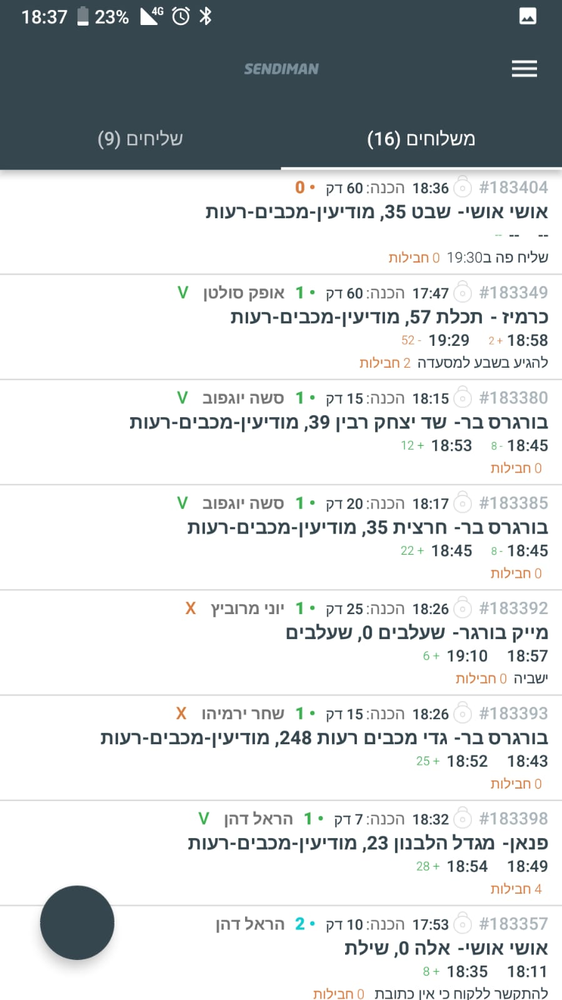 18:37 23% 4G
SENDIMAN
משלוחים (16)
שליחים (9)
#183404 18:36 הכנה: 60 דק • 0
אושי אושי- שבט 35, מודיעין-מכבים-רעות
-- -- --
שליח פה ב19:30 0 חבילות
#183349 17:47 הכנה: 60 דק • 1 אופק סולטן V
כרמיז - תכלת 57, מודיעין-מכבים-רעות
18:58 + 2 19:29 - 52
להגיע בשבע למסעדה 2 חבילות
#183380 18:15 הכנה: 15 דק • 1 סשה יוגפוב V
בורגרס בר- שד יצחק רבין 39, מודיעין-מכבים-רעות
18:45 - 8 18:53 + 12
0 חבילות
#183385 18:17 הכנה: 20 דק • 1 סשה יוגפוב V
בורגרס בר- חרצית 35, מודיעין-מכבים-רעות
18:45 - 8 18:45 + 22
0 חבילות
#183392 18:26 הכנה: 25 דק • 1 יוני מרוביץ X
מייק בורגר- שעלבים 0, שעלבים
18:57 19:10 + 6
ישביה 0 חבילות
#183393 18:26 הכנה: 15 דק • 1 שחר ירמיהו X
בורגרס בר- גדי מכבים רעות 248, מודיעין-מכבים-רעות
18:43 18:52 + 25
0 חבילות
#183398 18:32 הכנה: 7 דק • 1 הראל דהן V
פנאן- מגדל הלבנון 23, מודיעין-מכבים-רעות
18:49 18:54 + 28
4 חבילות
#183357 17:53 הכנה: 10 דק • 2 הראל דהן
אושי אושי- אלה 0, שילת
18:11 18:35 + 8
להתקשר ללקוח כי אין כתובת 0 חבילות